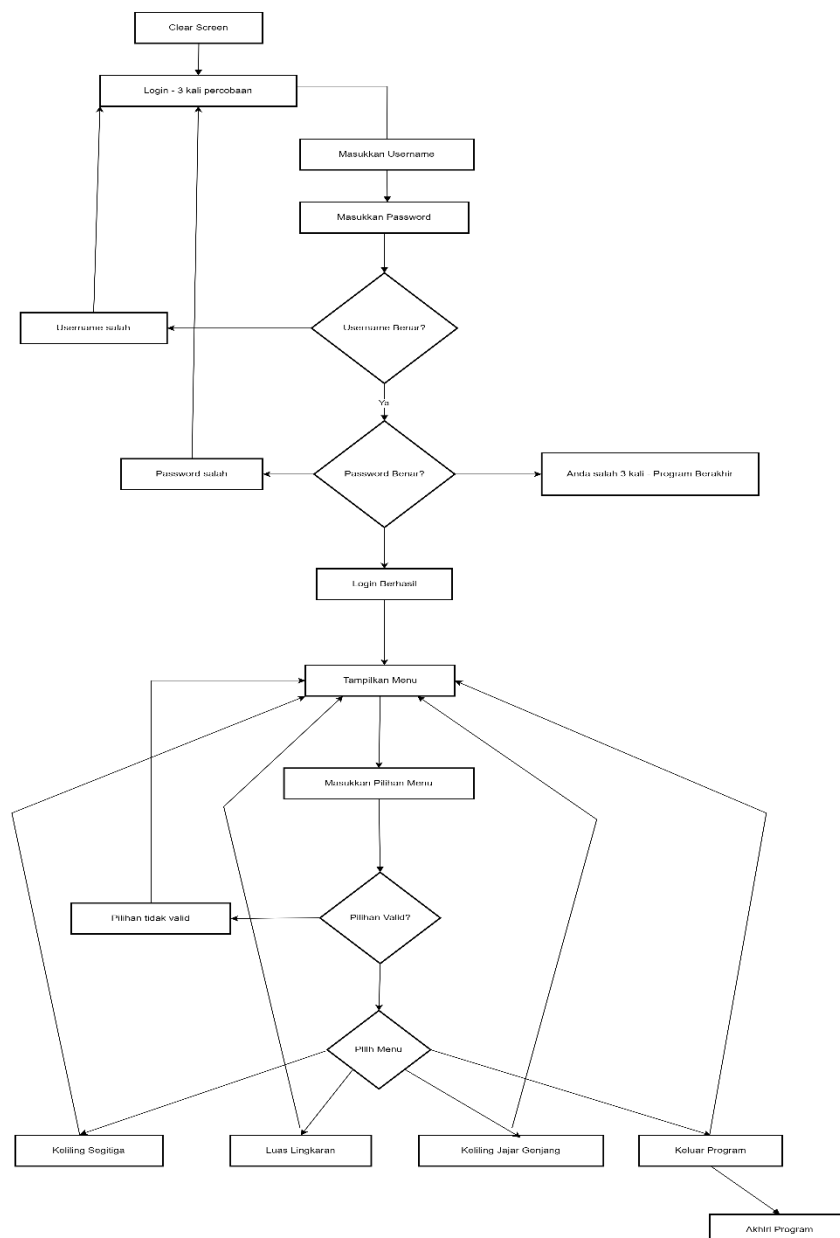 Clear Screen
Login - 3 kali percobaan
Masukkan Username
Masukkan Password
Username Benar?
Username salah
Ya
Password Benar?
Password salah
Anda salah 3 kali - Program Berakhir
Login Berhasil
Tampilkan Menu
Masukkan Pilihan Menu
Pilihan Valid?
Pilihan tidak valid
Pilih Menu
Keliling Segitiga
Luas Lingkaran
Keliling Jajar Genjang
Keluar Program
Akhiri Program